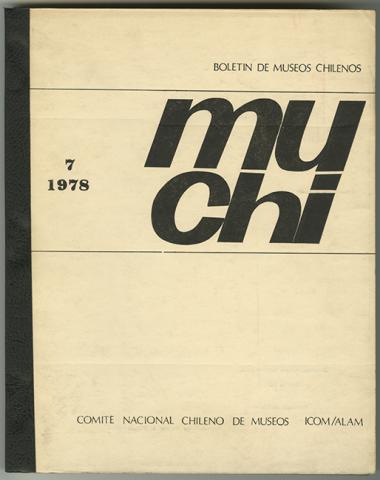 BOLETIN DE MUSEOS CHILENOS
mu
chi
7
1978
COMITE NACIONAL CHILENO DE MUSEOS ICOM/ALAM